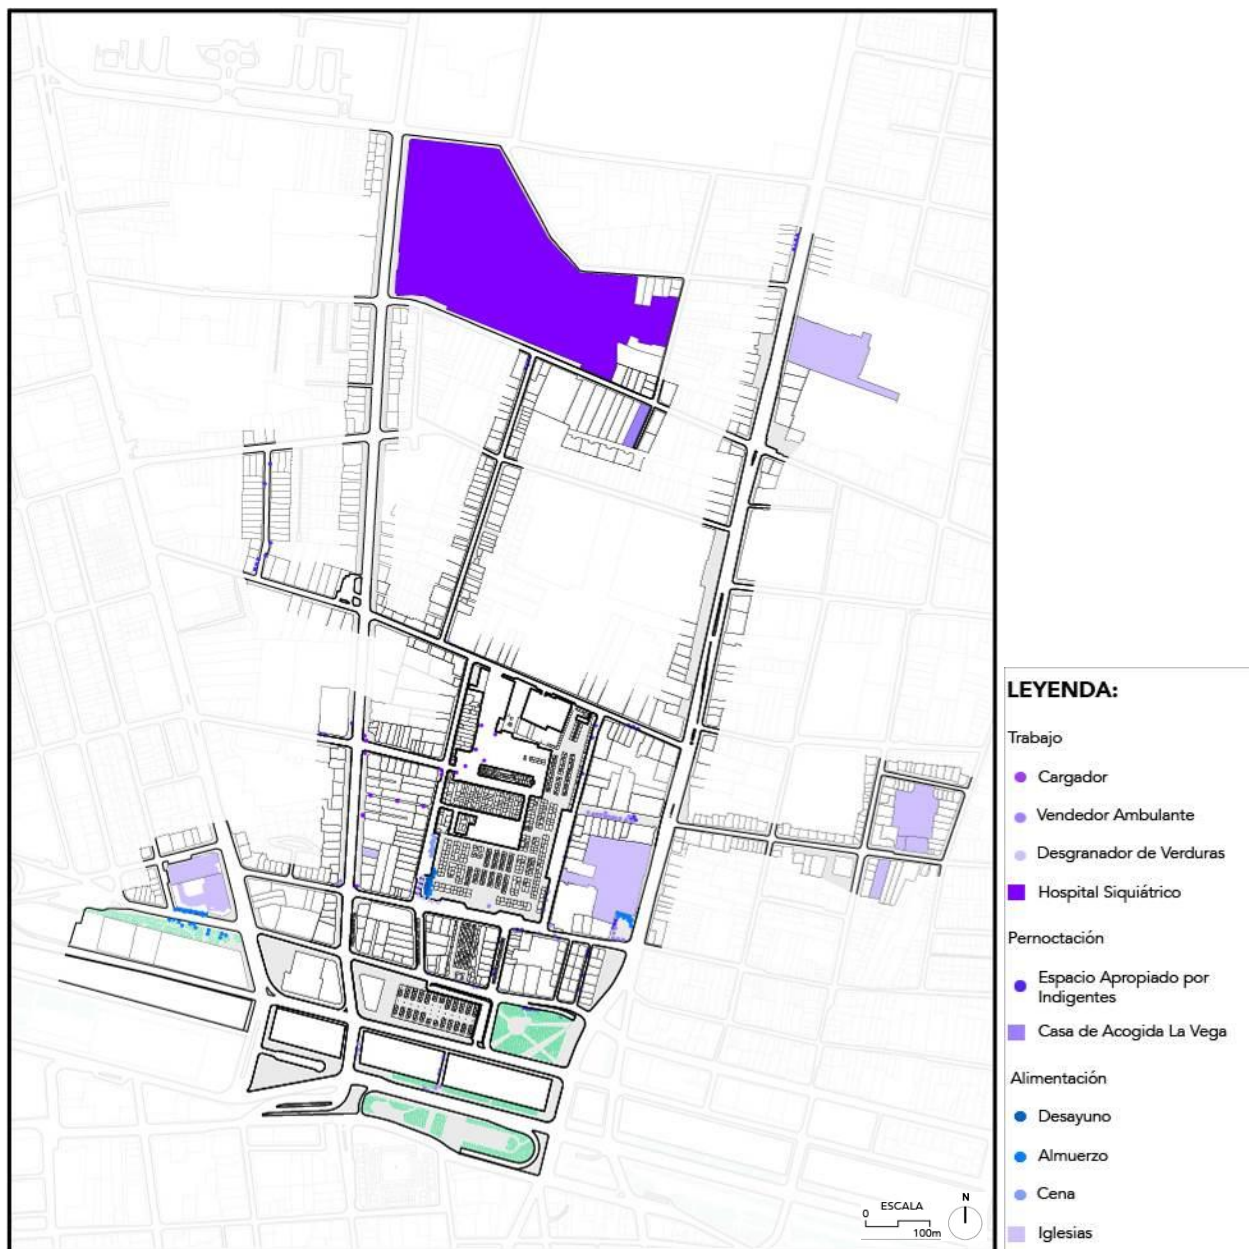 LEYENDA:
Trabajo
Cargador
Vendedor Ambulante
Desgranador de Verduras
Hospital Siquiátrico
Pernoctación
Espacio Apropiado por
Indigentes
Casa de Acogida La Vega
Alimentación
Desayuno
Almuerzo
Cena
Iglesias
ESCALA
0
100m
N